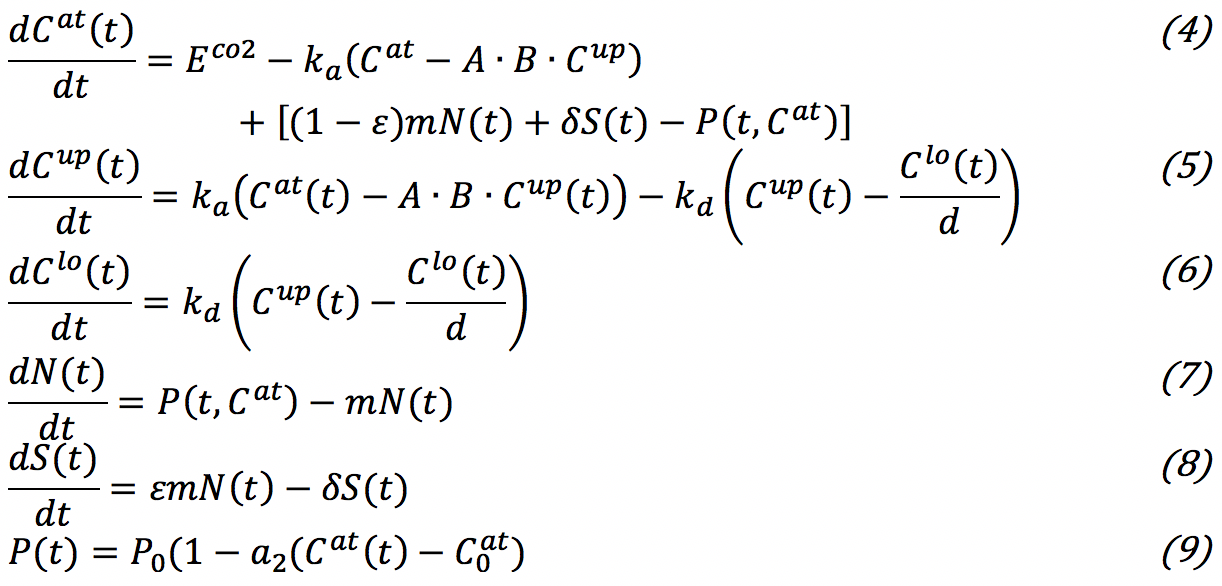 dC^{at}(t)/dt = E^{co2} − k_a(C^{at} − A · B · C^{up}) (4)
+ [(1 − ε)mN(t) + δS(t) − P(t, C^{at})]
dC^{up}(t)/dt = k_a(C^{at}(t) − A · B · C^{up}(t)) − k_d(C^{up}(t) − C^{lo}(t)/d) (5)
dC^{lo}(t)/dt = k_d(C^{up}(t) − C^{lo}(t)/d) (6)
dN(t)/dt = P(t, C^{at}) − mN(t) (7)
dS(t)/dt = εmN(t) − δS(t) (8)
P(t) = P_0(1 − a_2(C^{at}(t) − C_0^{at}) (9)